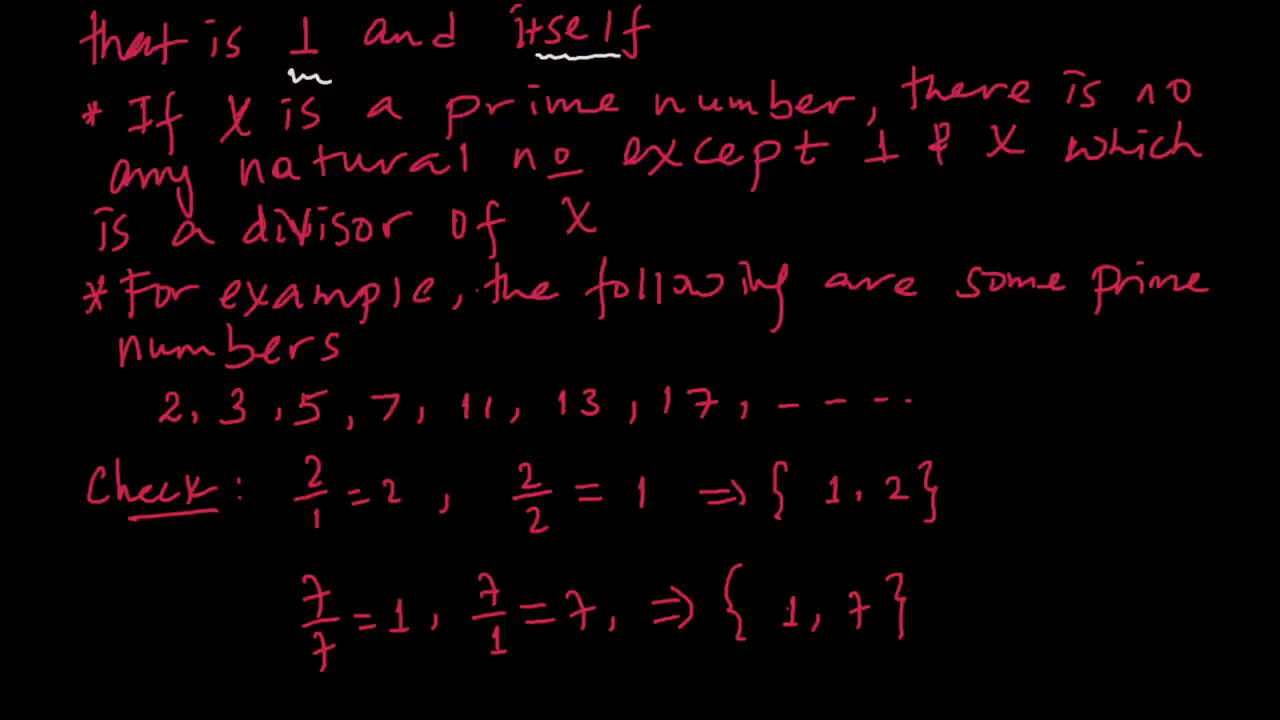 that is 1 and itself
* If X is a prime number, there is no
any natural no except 1 & X which
is a divisor of X
* For example, the following are some prime
numbers
2, 3, 5, 7, 11, 13, 17, - - - - -
Check: 2/1 = 2, 2/2 = 1 ⇒ { 1, 2}
7/7 = 1, 7/1 = 7, ⇒ { 1, 7}